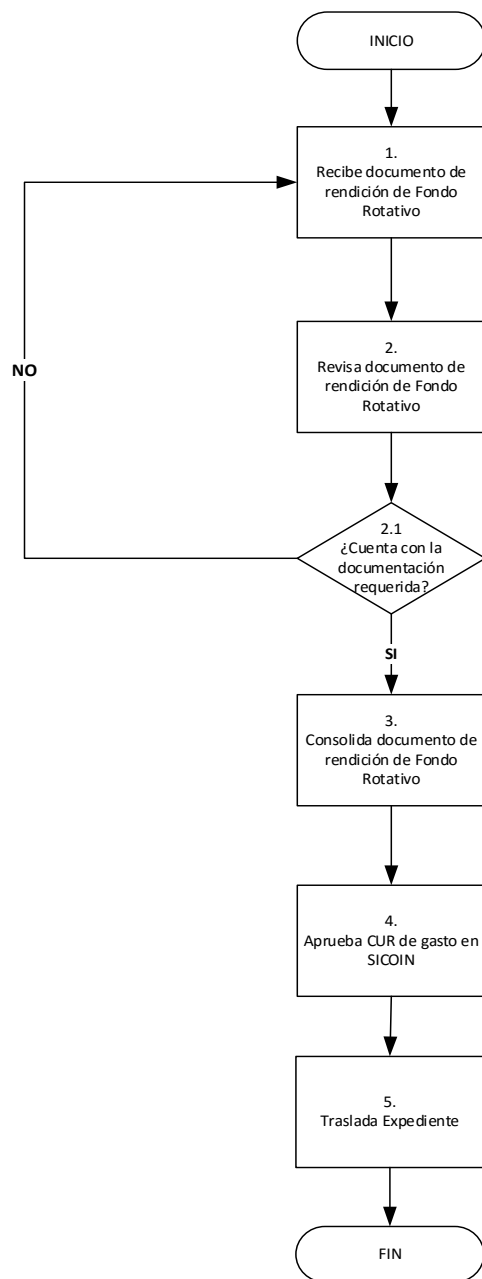 INICIO
1.
Recibe documento de
rendición de Fondo
Rotativo
2.
Revisa documento de
rendición de Fondo
Rotativo
NO
2.1
¿Cuenta con la
documentación
requerida?
SI
3.
Consolida documento de
rendición de Fondo
Rotativo
4.
Aprueba CUR de gasto en
SICOIN
5.
Traslada Expediente
FIN